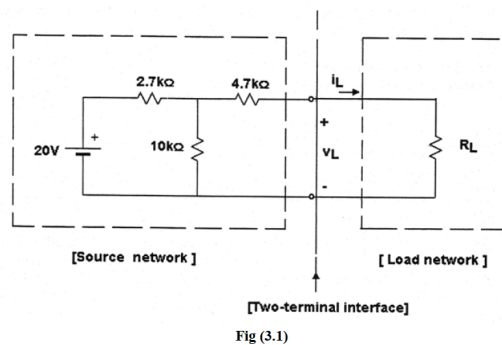 2.7kΩ
4.7kΩ
iL
20V
+
10kΩ
+
vL
-
RL
[Source network]
[Load network]
[Two-terminal interface]
Fig (3.1)